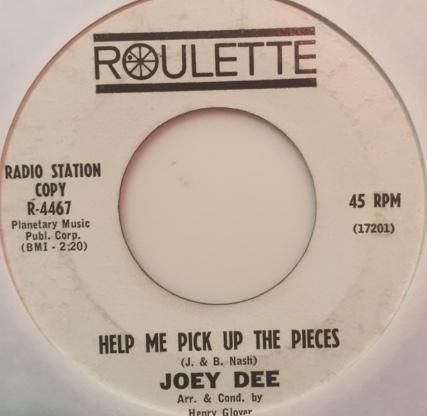 ROULETTE
RADIO STATION
COPY
R-4467
Planetary Music
Publ. Corp.
(BMI - 2:20)
45 RPM
(17201)
HELP ME PICK UP THE PIECES
(J. & B. Nash)
JOEY DEE
Arr. & Cond. by
Henry Glover